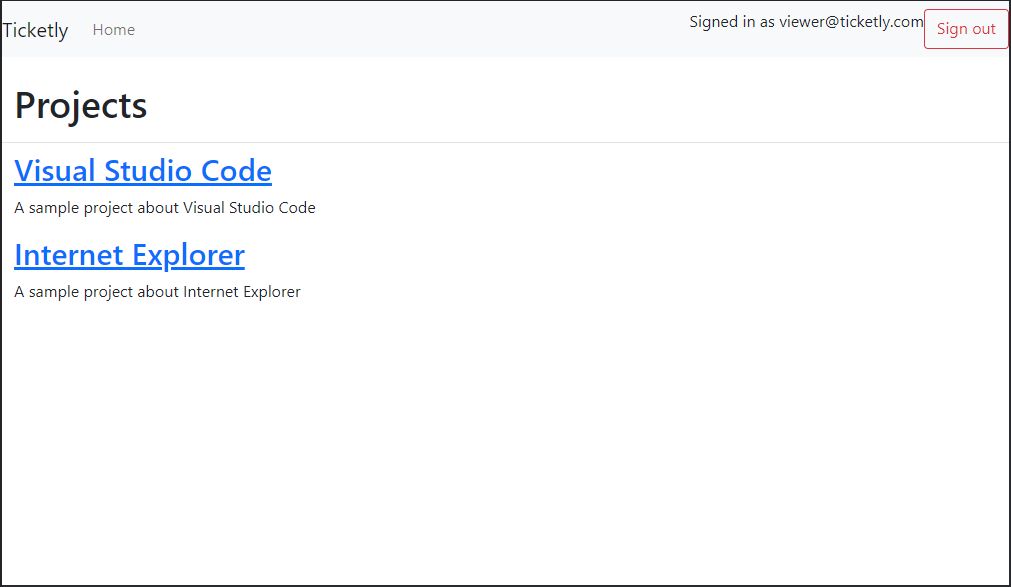 Ticketly Home Signed in as viewer@ticketly.com Sign out
Projects
Visual Studio Code
A sample project about Visual Studio Code
Internet Explorer
A sample project about Internet Explorer